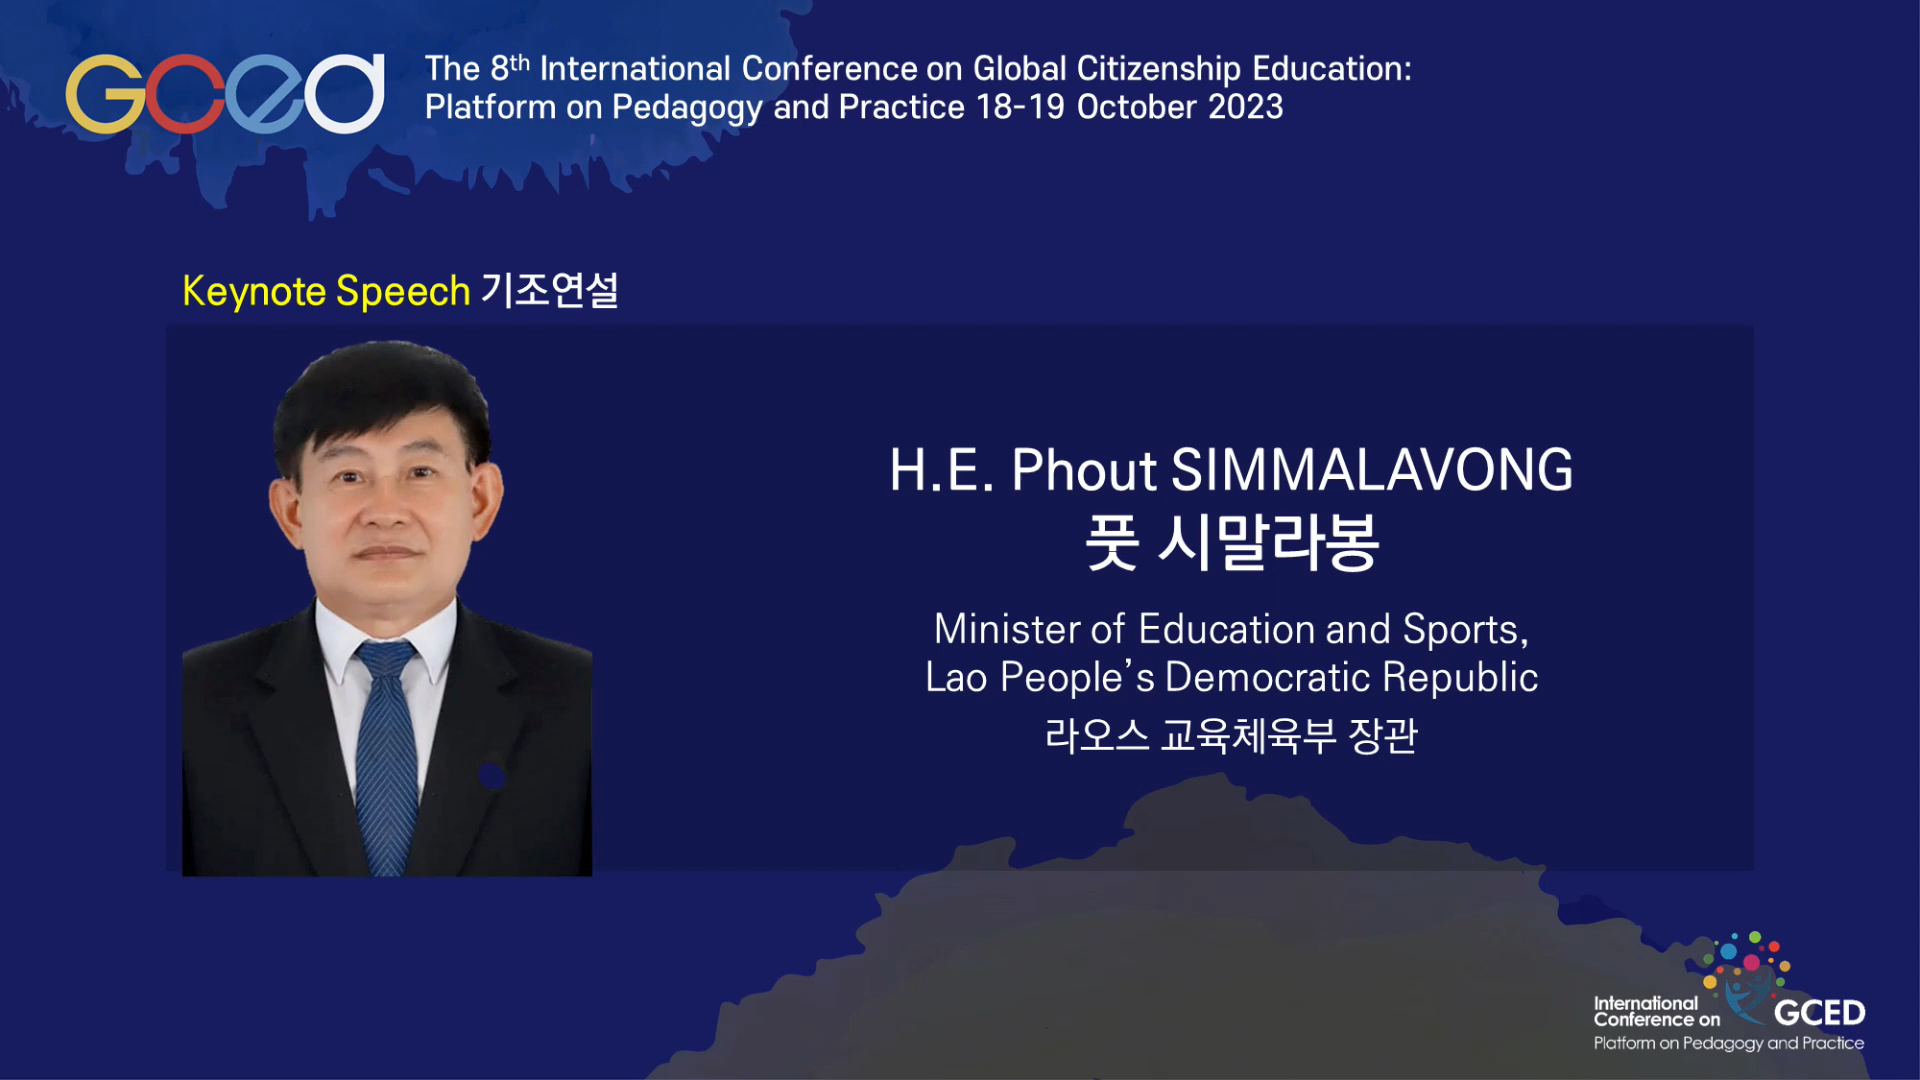 GCED
The 8th International Conference on Global Citizenship Education:
Platform on Pedagogy and Practice 18-19 October 2023
Keynote Speech 기조연설
H.E. Phout SIMMALAVONG
풋 시말라봉
Minister of Education and Sports,
Lao People’s Democratic Republic
라오스 교육체육부 장관
International
Conference on GCED
Platform on Pedagogy and Practice